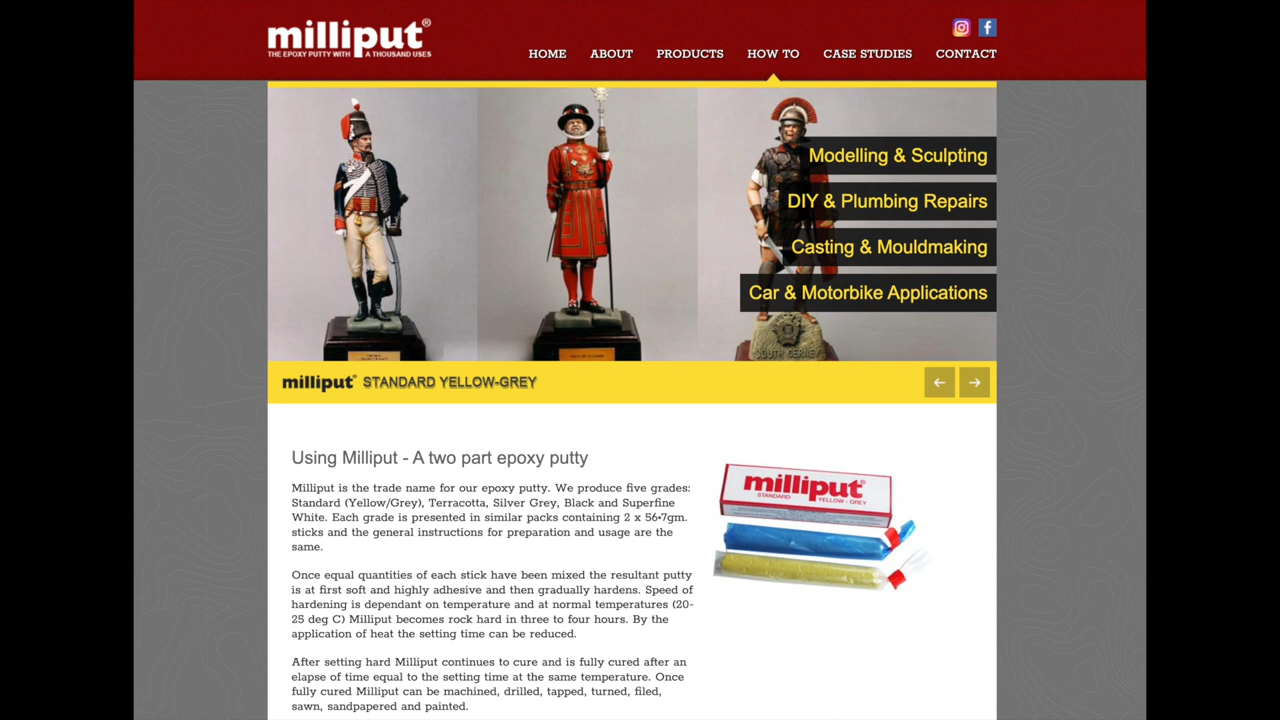 milliput®
THE EPOXY PUTTY WITH A THOUSAND USES
HOME ABOUT PRODUCTS HOW TO CASE STUDIES CONTACT
Modelling & Sculpting
DIY & Plumbing Repairs
Casting & Mouldmaking
Car & Motorbike Applications
SOUTH CERNEY
milliput® STANDARD YELLOW-GREY
Using Milliput - A two part epoxy putty
Milliput is the trade name for our epoxy putty. We produce five grades:
Standard (Yellow/Grey), Terracotta, Silver Grey, Black and Superfine
White. Each grade is presented in similar packs containing 2 x 56•7gm.
sticks and the general instructions for preparation and usage are the
same.
Once equal quantities of each stick have been mixed the resultant putty
is at first soft and highly adhesive and then gradually hardens. Speed of
hardening is dependant on temperature and at normal temperatures (20-
25 deg C) Milliput becomes rock hard in three to four hours. By the
application of heat the setting time can be reduced.
After setting hard Milliput continues to cure and is fully cured after an
elapse of time equal to the setting time at the same temperature. Once
fully cured Milliput can be machined, drilled, tapped, turned, filed,
sawn, sandpapered and painted.
milliput®
STANDARD YELLOW - GREY